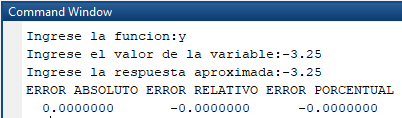 Command Window
Ingrese la funcion:y
Ingrese el valor de la variable:-3.25
Ingrese la respuesta aproximada:-3.25
ERROR ABSOLUTO ERROR RELATIVO ERROR PORCENTUAL
0.0000000 -0.0000000 -0.0000000